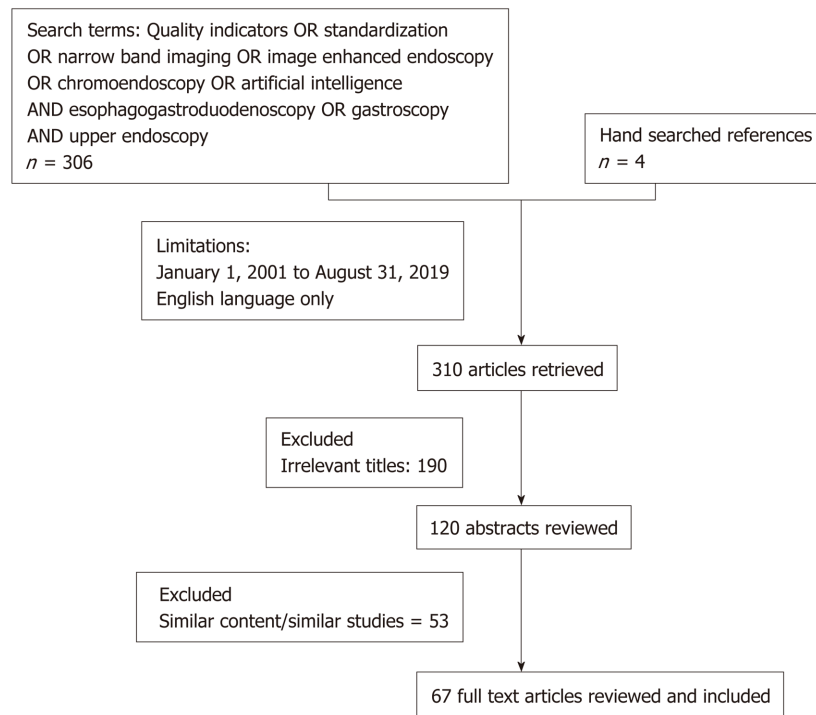 Search terms: Quality indicators OR standardization
OR narrow band imaging OR image enhanced endoscopy
OR chromoendoscopy OR artificial intelligence
AND esophagogastroduodenoscopy OR gastroscopy
AND upper endoscopy
n = 306
Hand searched references
n = 4
Limitations:
January 1, 2001 to August 31, 2019
English language only
310 articles retrieved
Excluded
Irrelevant titles: 190
120 abstracts reviewed
Excluded
Similar content/similar studies = 53
67 full text articles reviewed and included